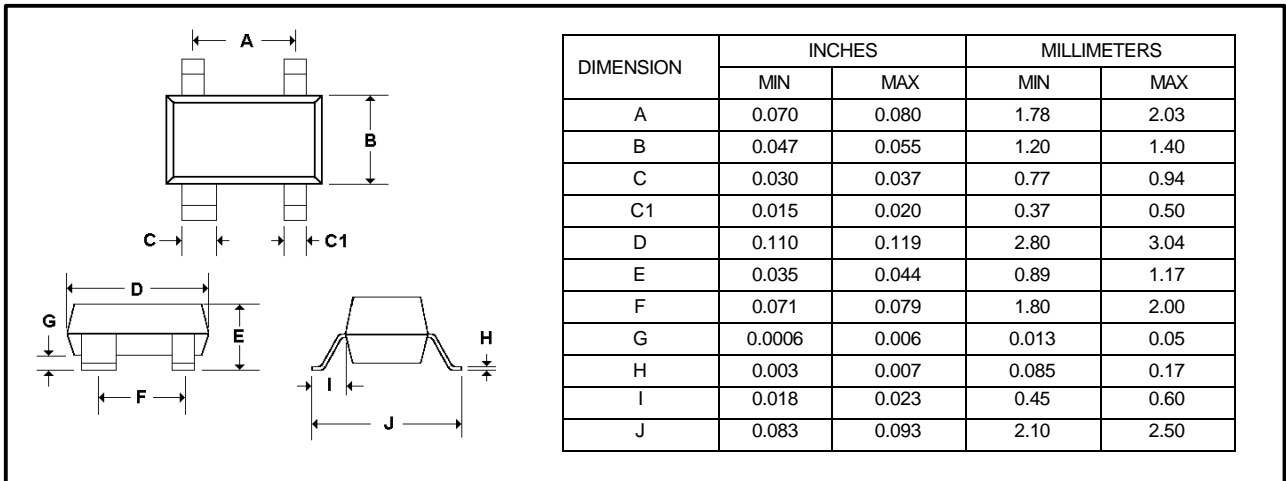 A
B
C
C1
D
G
E
F
H
I
J
DIMENSION INCHES MILLIMETERS
MIN MAX MIN MAX
A 0.070 0.080 1.78 2.03
B 0.047 0.055 1.20 1.40
C 0.030 0.037 0.77 0.94
C1 0.015 0.020 0.37 0.50
D 0.110 0.119 2.80 3.04
E 0.035 0.044 0.89 1.17
F 0.071 0.079 1.80 2.00
G 0.0006 0.006 0.013 0.05
H 0.003 0.007 0.085 0.17
I 0.018 0.023 0.45 0.60
J 0.083 0.093 2.10 2.50